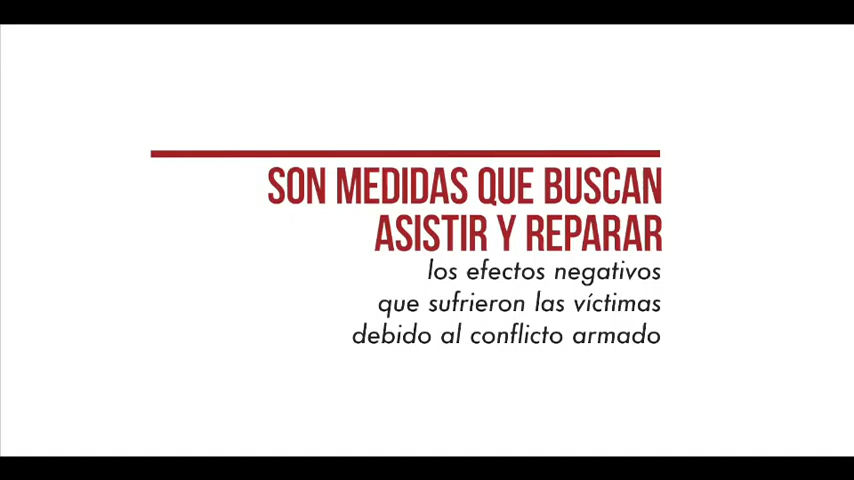 SON MEDIDAS QUE BUSCAN
ASISTIR Y REPARAR
los efectos negativos
que sufrieron las víctimas
debido al conflicto armado